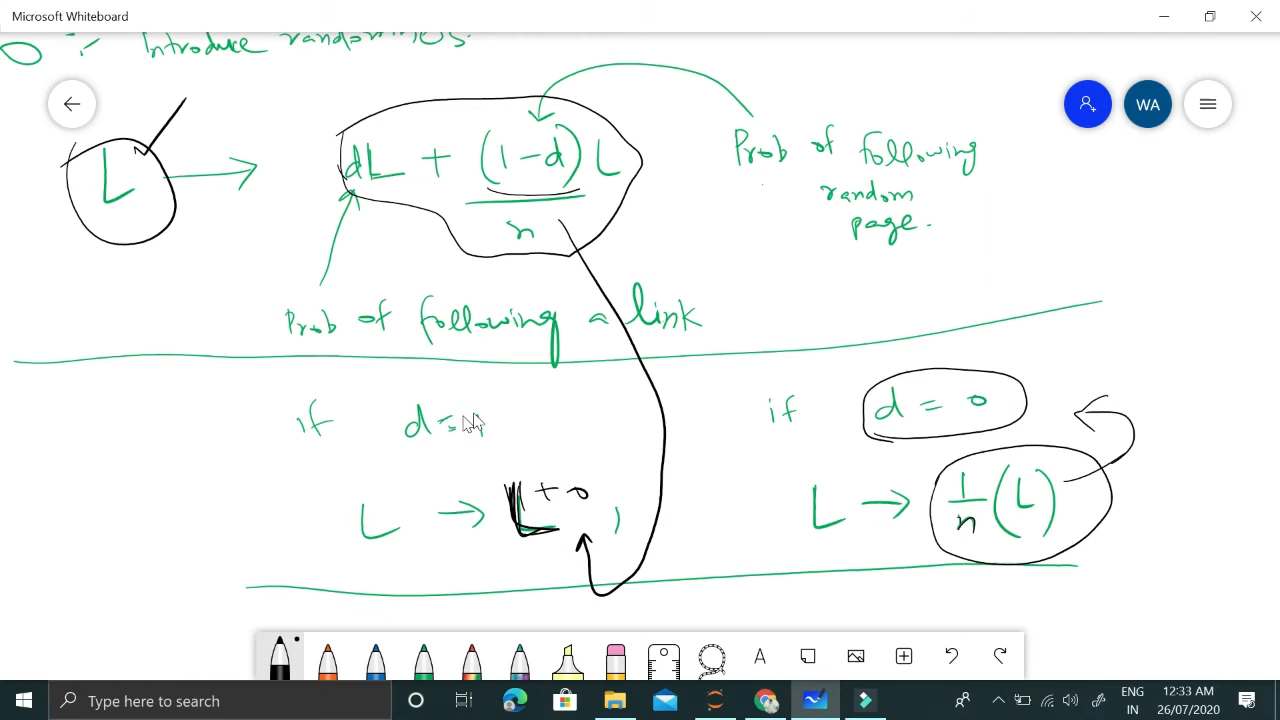 Microsoft Whiteboard
Introduce
WA
L → dL + (1-d) L
n
Prob of following
random
page.
Prob of following a link
if d=1
if d = 0
L → L + 0
L → 1/n (L)
A
Type here to search
ENG
IN
12:33 AM
26/07/2020